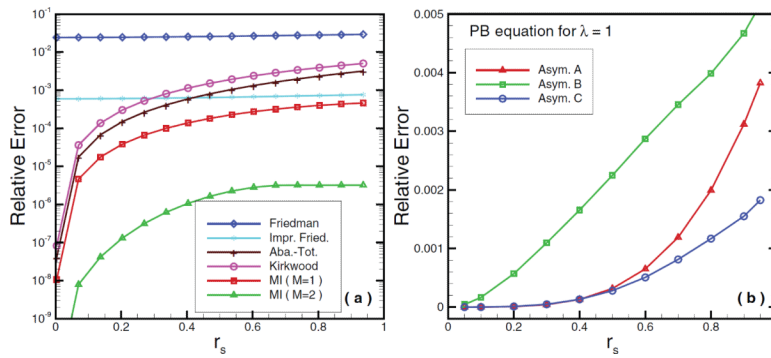 10⁻¹
10⁻²
10⁻³
10⁻⁴
10⁻⁵
10⁻⁶
10⁻⁷
10⁻⁸
10⁻⁹
Relative Error
Friedman
Impr. Fried.
Aba.-Tot.
Kirkwood
MI ( M=1 )
MI ( M=2 )
( a )
0 0.2 0.4 0.6 0.8 1
rₛ
0.005
0.004
0.003
0.002
0.001
0
Relative Error
PB equation for λ = 1
Asym. A
Asym. B
Asym. C
( b )
0 0.2 0.4 0.6 0.8
rₛ